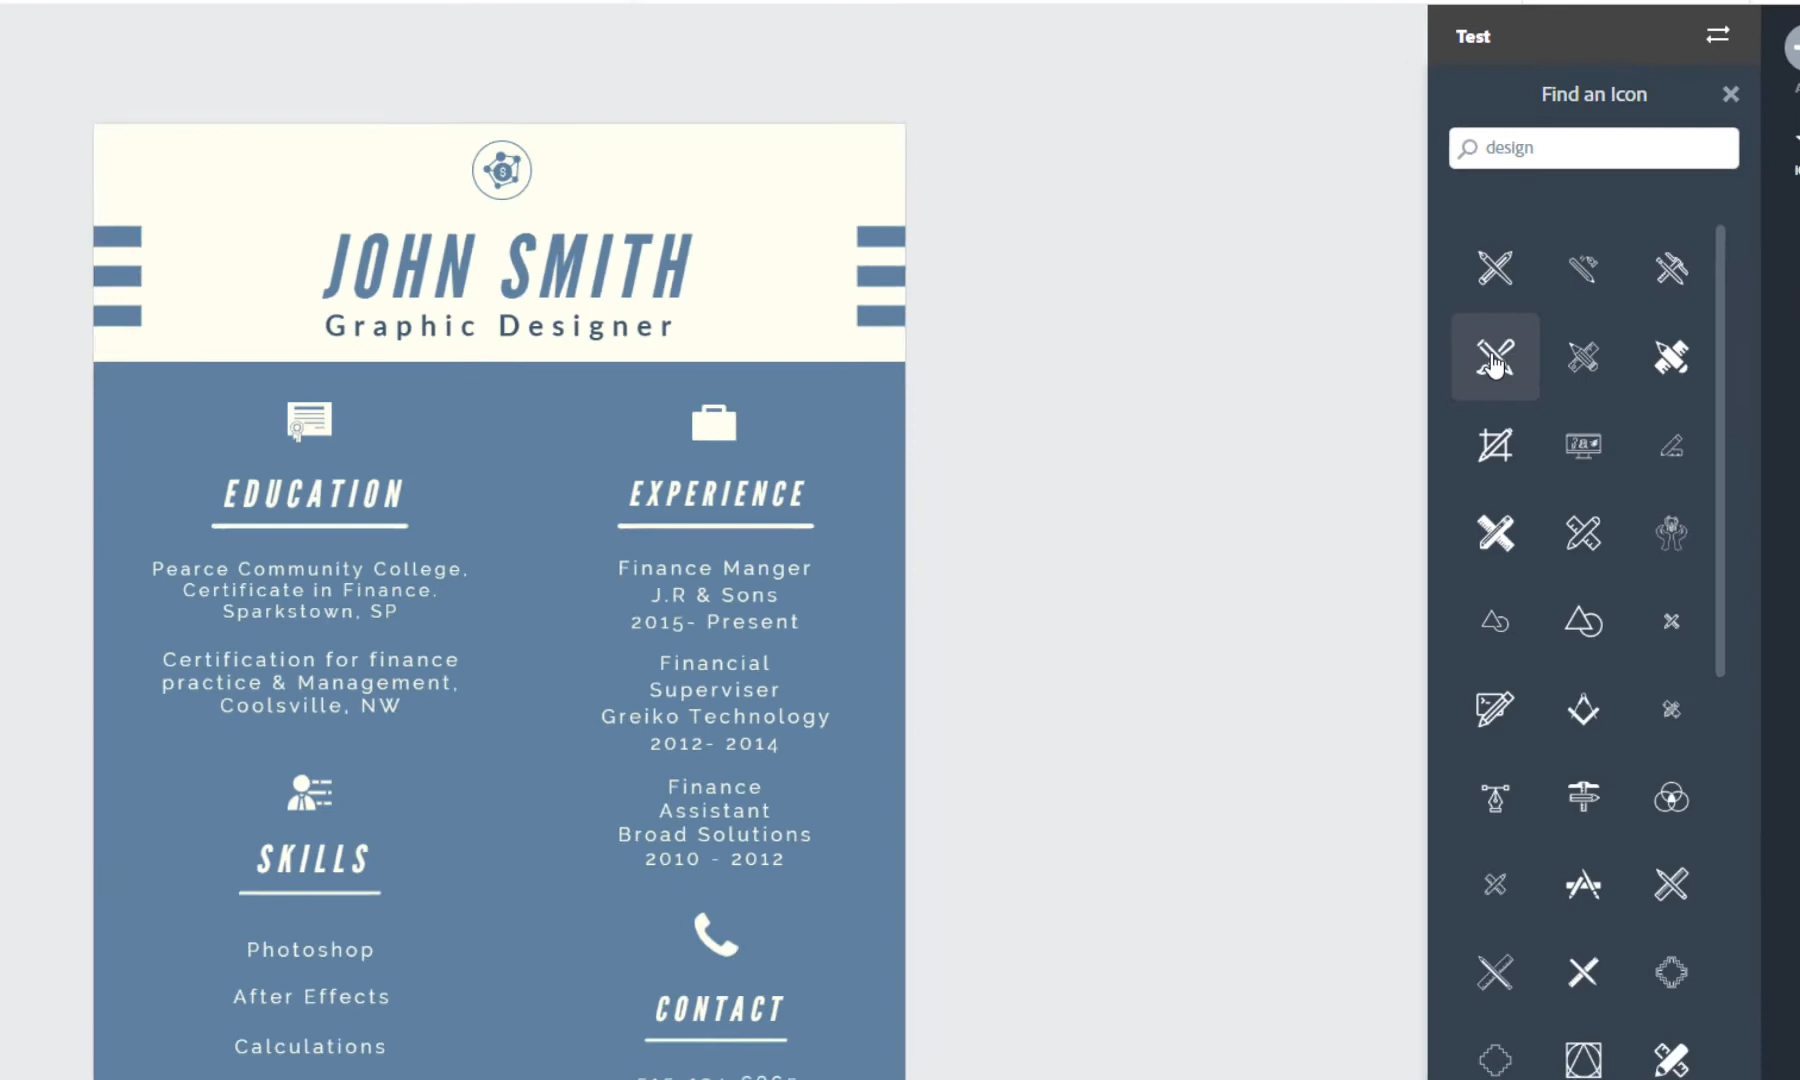 Test
Find an Icon
design
$
JOHN SMITH
Graphic Designer
EDUCATION
Pearce Community College,
Certificate in Finance.
Sparkstown, SP
Certification for finance
practice & Management,
Coolsville, NW
SKILLS
Photoshop
After Effects
Calculations
EXPERIENCE
Finance Manger
J.R & Sons
2015- Present
Financial
Superviser
Greiko Technology
2012- 2014
Finance
Assistant
Broad Solutions
2010 - 2012
CONTACT